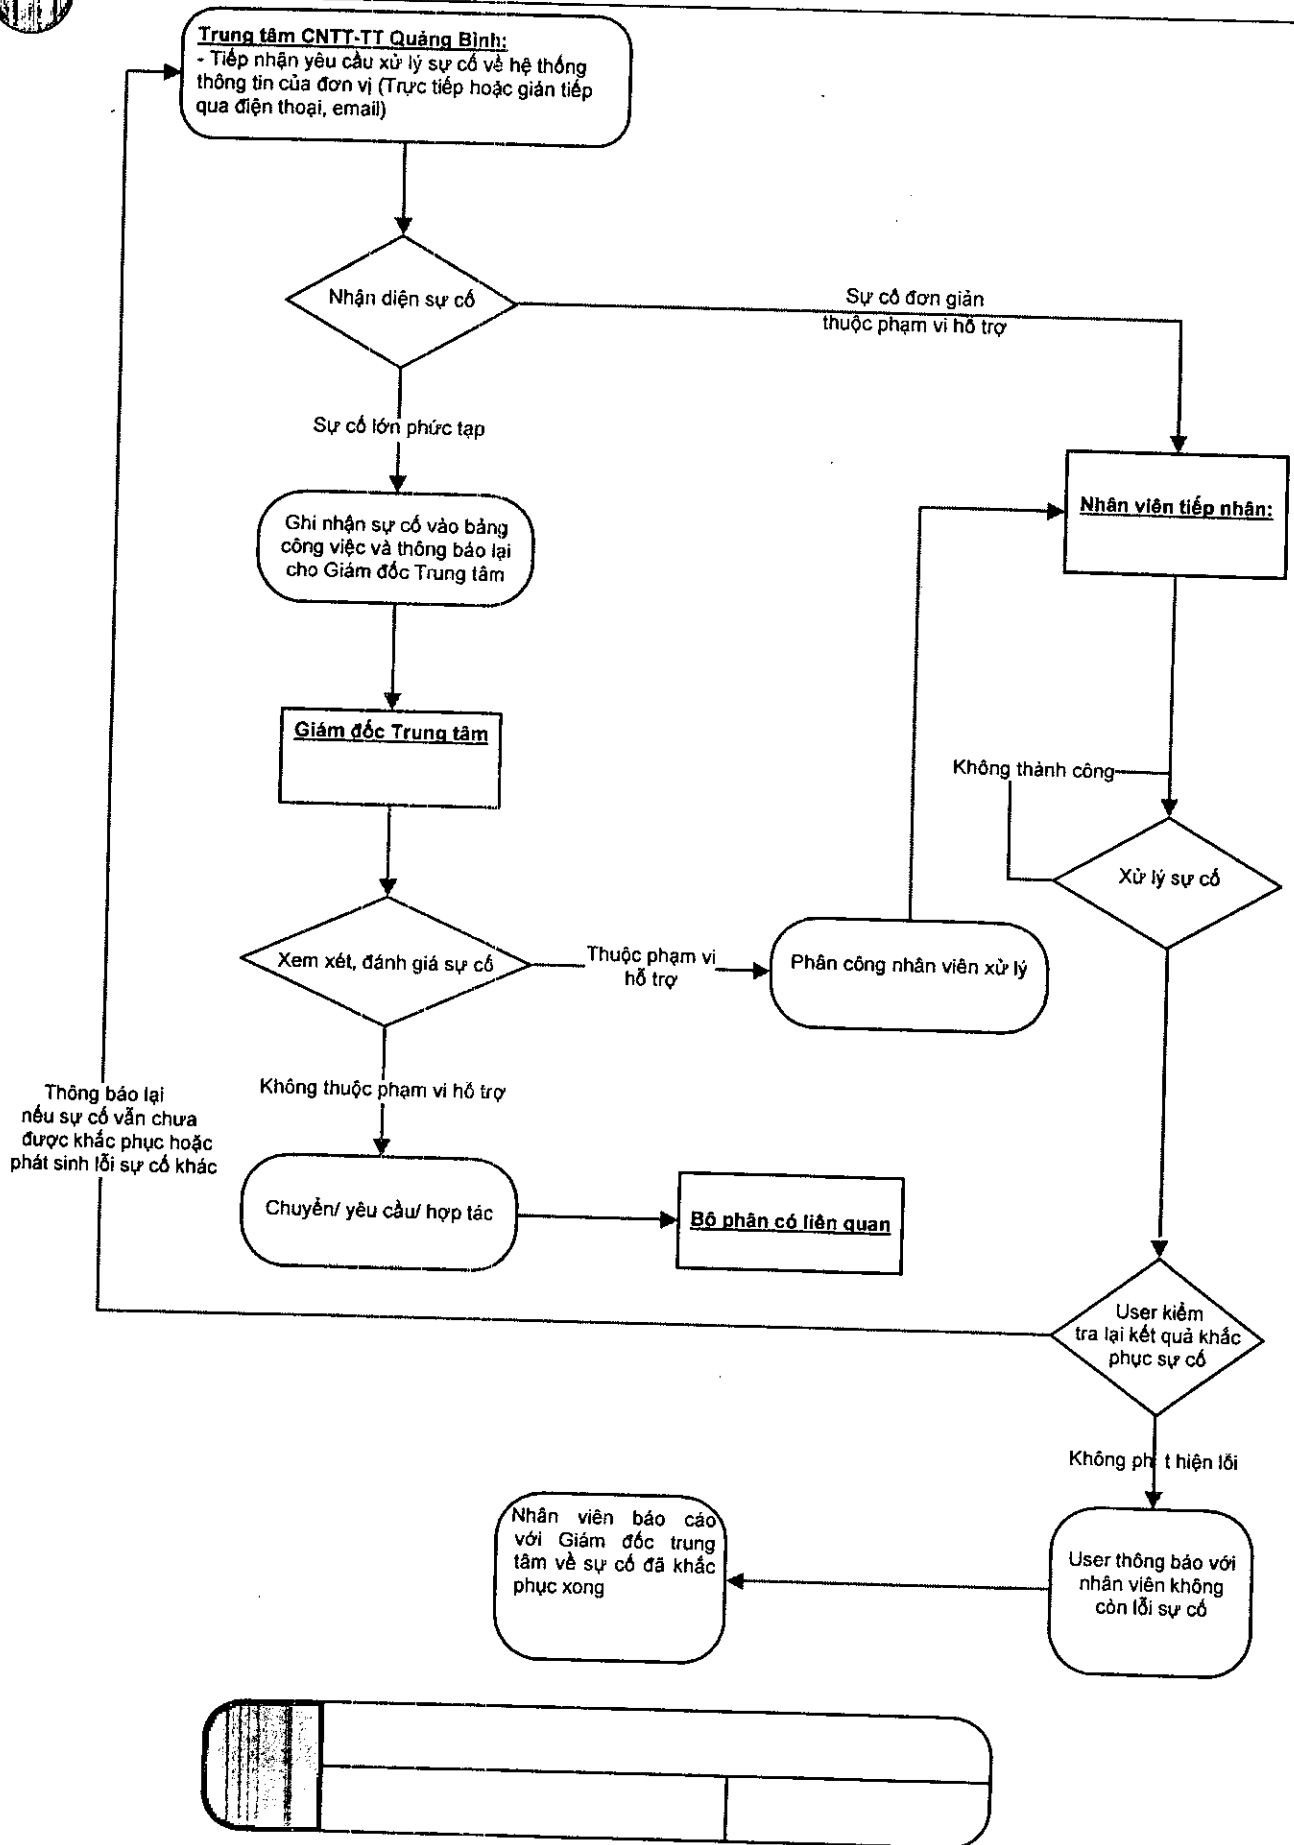 Trung tâm CNTT-TT Quảng Bình:
- Tiếp nhận yêu cầu xử lý sự cố về hệ thống
thông tin của đơn vị (Trực tiếp hoặc gián tiếp
qua điện thoại, email)
Nhận diện sự cố
Sự cố đơn giản
thuộc phạm vi hỗ trợ
Sự cố lớn phức tạp
Ghi nhận sự cố vào bảng
công việc và thông báo lại
cho Giám đốc Trung tâm
Nhân viên tiếp nhận:
Giám đốc Trung tâm
Không thành công
Xử lý sự cố
Xem xét, đánh giá sự cố
Thuộc phạm vi
hỗ trợ
Phân công nhân viên xử lý
Không thuộc phạm vi hỗ trợ
Thông báo lại
nếu sự cố vẫn chưa
được khắc phục hoặc
phát sinh lỗi sự cố khác
Chuyển/ yêu cầu/ hợp tác
Bộ phận có liên quan
User kiểm
tra lại kết quả khắc
phục sự cố
Không phát hiện lỗi
Nhân viên báo cáo
với Giám đốc trung
tâm về sự cố đã khắc
phục xong
User thông báo với
nhân viên không
còn lỗi sự cố